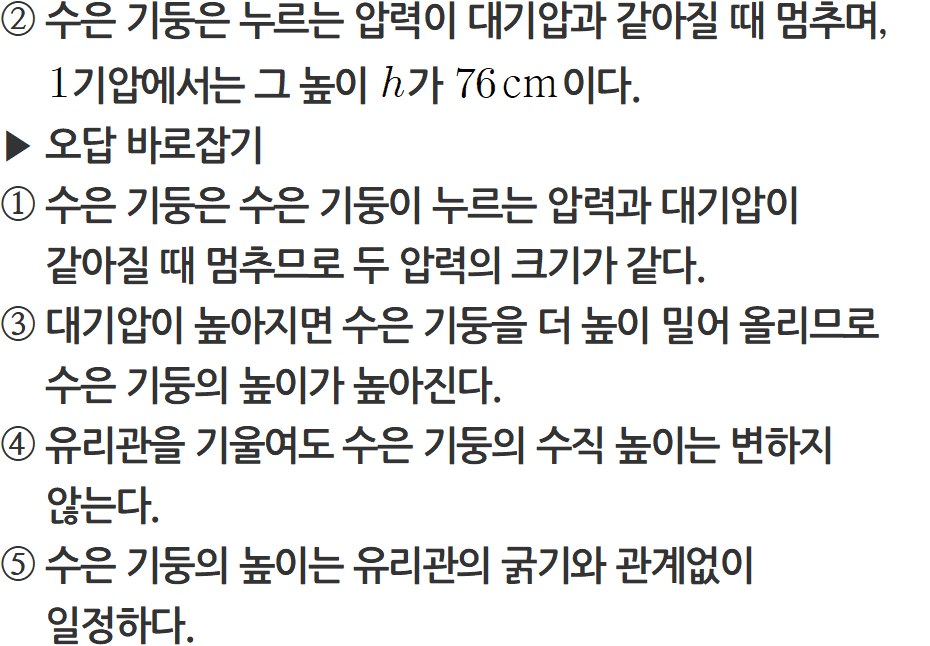 ② 수은 기둥은 누르는 압력이 대기압과 같아질 때 멈추며,
1기압에서는 그 높이 h가 76cm이다.
▶ 오답 바로잡기
① 수은 기둥은 수은 기둥이 누르는 압력과 대기압이
같아질 때 멈추므로 두 압력의 크기가 같다.
③ 대기압이 높아지면 수은 기둥을 더 높이 밀어 올리므로
수은 기둥의 높이가 높아진다.
④ 유리관을 기울여도 수은 기둥의 수직 높이는 변하지
않는다.
⑤ 수은 기둥의 높이는 유리관의 굵기와 관계없이
일정하다.